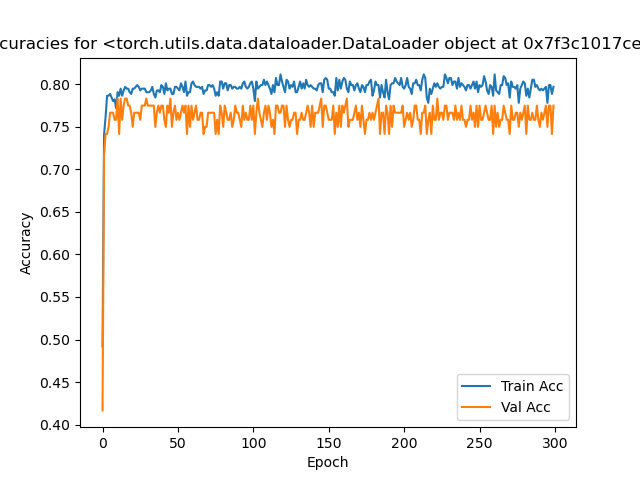 curacies for <torch.utils.data.dataloader.DataLoader object at 0x7f3c1017ce
0.80
0.75
0.70
0.65
0.60
0.55
0.50
0.45
0.40
Accuracy
Train Acc
Val Acc
0 50 100 150 200 250 300
Epoch